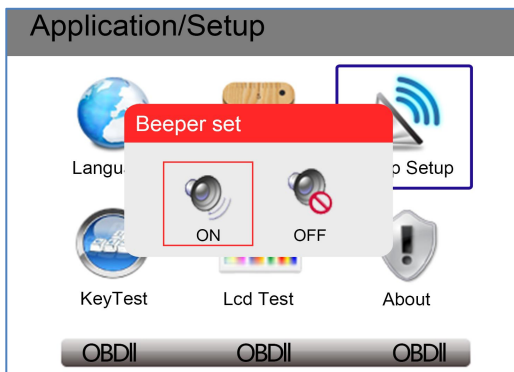 Application/Setup
Beeper set
Langu
p Setup
ON
OFF
KeyTest
Lcd Test
About
OBDII
OBDII
OBDII